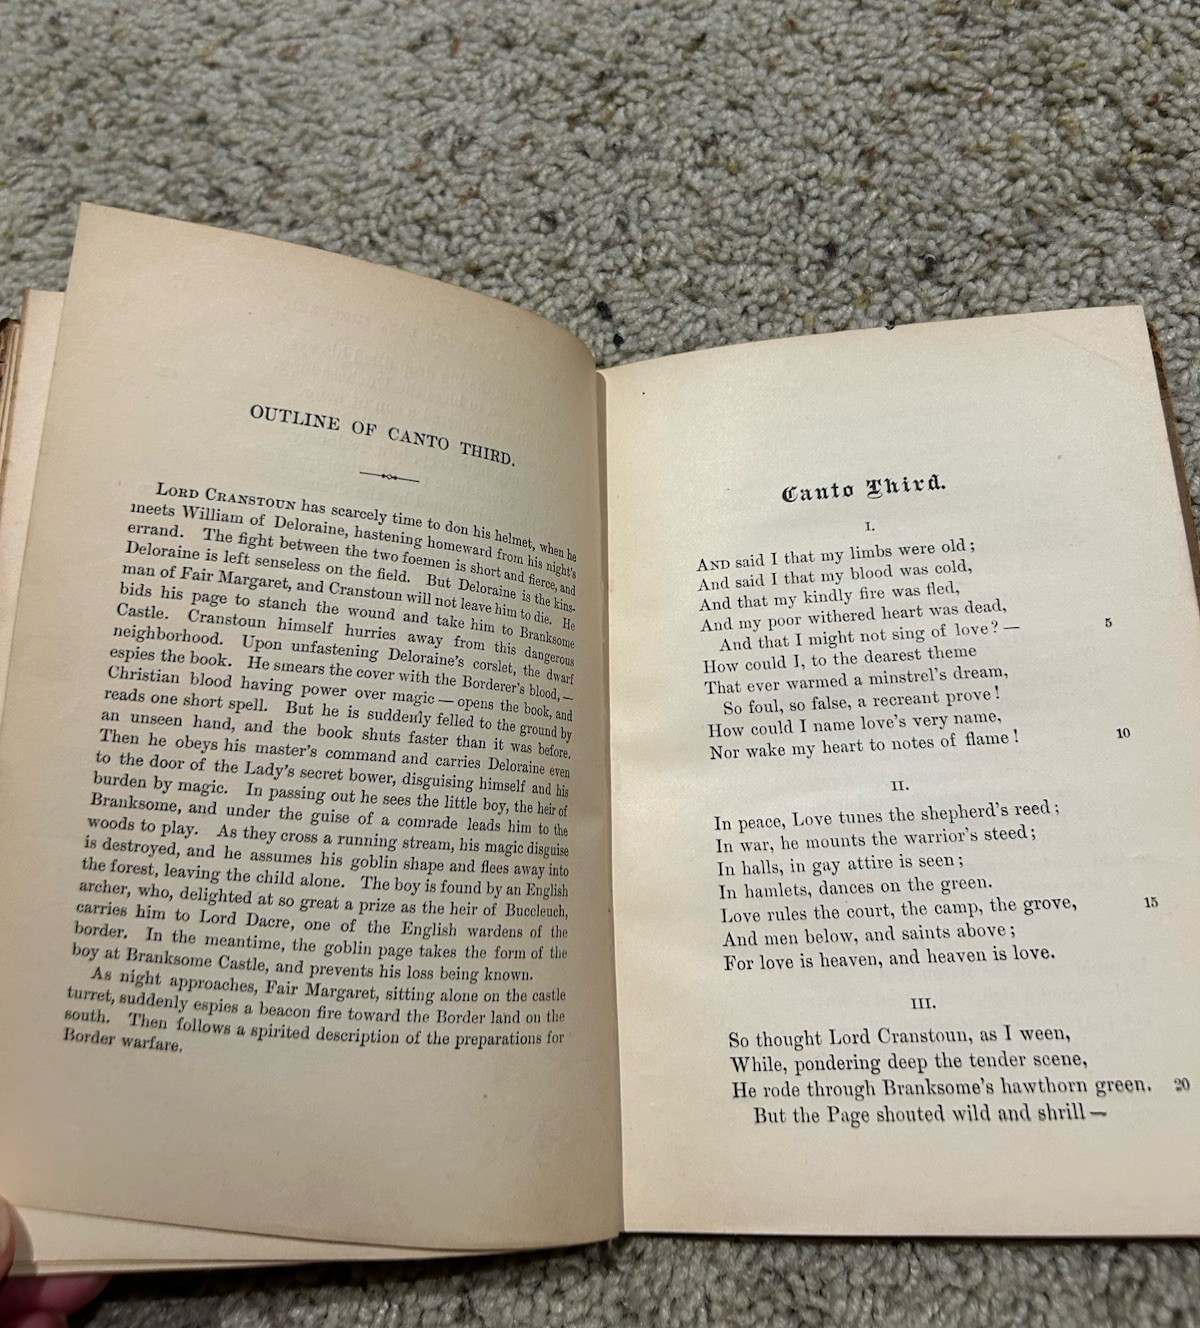 OUTLINE OF CANTO THIRD.
LORD CRANSTOUN has scarcely time to don his helmet, when he
meets William of Deloraine, hastening homeward from his night's
errand. The fight between the two foemen is short and fierce, and
Deloraine is left senseless on the field. But Deloraine is the kins-
man of Fair Margaret, and Cranstoun will not leave him to die. He
bids his page to stanch the wound and take him to Branksome
Castle. Cranstoun himself hurries away from this dangerous
neighborhood. Upon unfastening Deloraine's corslet, the dwarf
espies the book. He smears the cover with the Borderer's blood,—
Christian blood having power over magic — opens the book, and
reads one short spell. But he is suddenly felled to the ground by
an unseen hand, and the book shuts faster than it was before.
Then he obeys his master's command and carries Deloraine even
to the door of the Lady's secret bower, disguising himself and his
burden by magic. In passing out he sees the little boy, the heir of
Branksome, and under the guise of a comrade leads him to the
woods to play. As they cross a running stream, his magic disguise
is destroyed, and he assumes his goblin shape and flees away into
the forest, leaving the child alone. The boy is found by an English
archer, who, delighted at so great a prize as the heir of Buccleuch,
carries him to Lord Dacre, one of the English wardens of the
border. In the meantime, the goblin page takes the form of the
boy at Branksome Castle, and prevents his loss being known.
As night approaches, Fair Margaret, sitting alone on the castle
turret, suddenly espies a beacon fire toward the Border land on the
south. Then follows a spirited description of the preparations for
Border warfare.
Canto Third.
I.
AND said I that my limbs were old;
And said I that my blood was cold,
And that my kindly fire was fled,
And my poor withered heart was dead,
And that I might not sing of love? — 5
How could I, to the dearest theme
That ever warmed a minstrel's dream,
So foul, so false, a recreant prove!
How could I name love's very name,
Nor wake my heart to notes of flame! 10
II.
In peace, Love tunes the shepherd's reed;
In war, he mounts the warrior's steed;
In halls, in gay attire is seen;
In hamlets, dances on the green.
Love rules the court, the camp, the grove, 15
And men below, and saints above;
For love is heaven, and heaven is love.
III.
So thought Lord Cranstoun, as I ween,
While, pondering deep the tender scene,
He rode through Branksome's hawthorn green. 20
But the Page shouted wild and shrill —